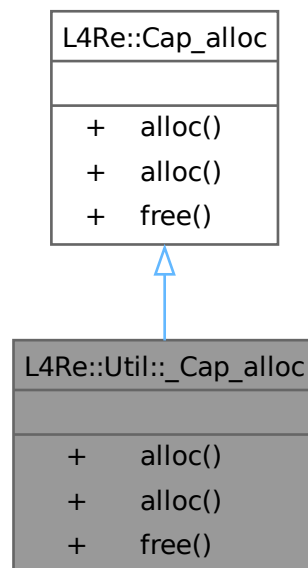 L4Re::Cap_alloc
+ alloc()
+ alloc()
+ free()
L4Re::Util::_Cap_alloc
+ alloc()
+ alloc()
+ free()